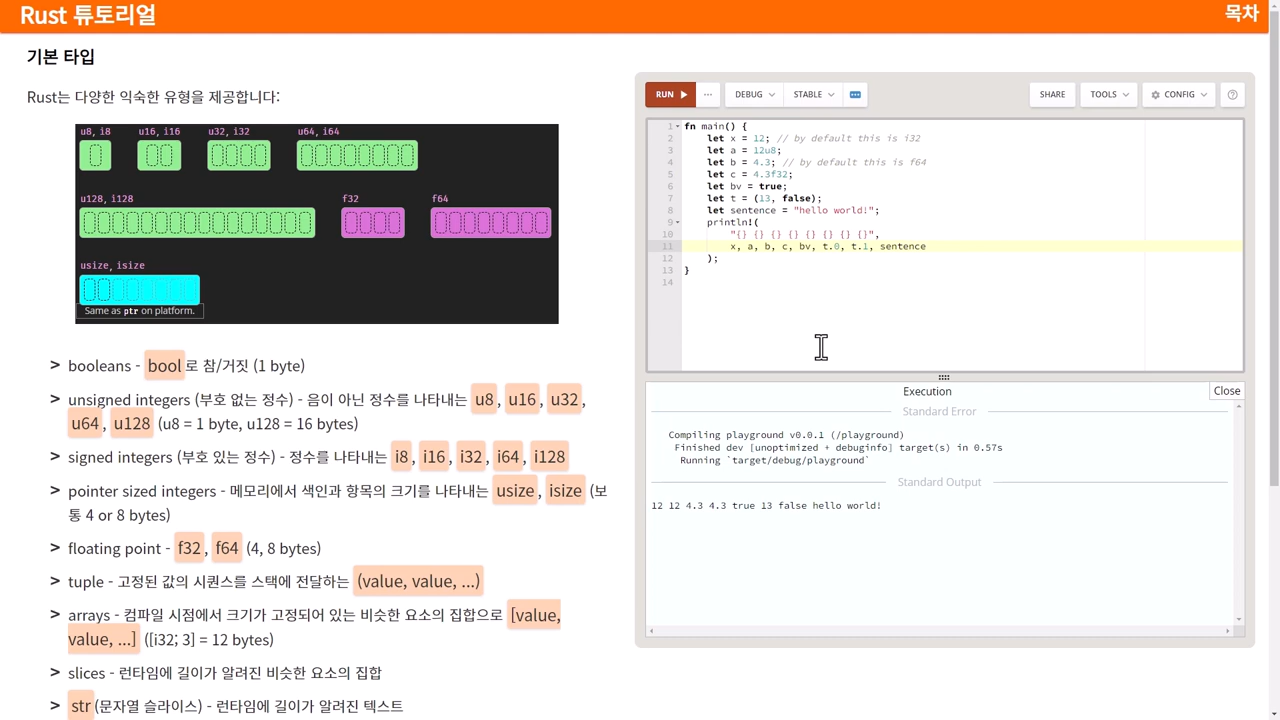 Rust 튜토리얼
목차
기본 타입
Rust는 다양한 익숙한 유형을 제공합니다:
u8, i8
u16, i16
u32, i32
u64, i64
u128, i128
f32
f64
usize, isize
Same as ptr on platform.
> booleans - bool로 참/거짓 (1 byte)
> unsigned integers (부호 없는 정수) - 음이 아닌 정수를 나타내는 u8, u16, u32,
u64, u128 (u8 = 1 byte, u128 = 16 bytes)
> signed integers (부호 있는 정수) - 정수를 나타내는 i8, i16, i32, i64, i128
> pointer sized integers - 메모리에서 색인과 항목의 크기를 나타내는 usize, isize (보
통 4 or 8 bytes)
> floating point - f32, f64 (4, 8 bytes)
> tuple - 고정된 값의 시퀀스를 스택에 전달하는 (value, value, ...)
> arrays - 컴파일 시점에서 크기가 고정되어 있는 비슷한 요소의 집합으로 [value,
value, ...] ([i32; 3] = 12 bytes)
> slices - 런타임에 길이가 알려진 비슷한 요소의 집합
> str(문자열 슬라이스) - 런타임에 길이가 알려진 텍스트
RUN ... DEBUG STABLE SHARE TOOLS CONFIG ?
1 fn main() {
2 let x = 12; // by default this is i32
3 let a = 12u8;
4 let b = 4.3; // by default this is f64
5 let c = 4.3f32;
6 let bv = true;
7 let t = (13, false);
8 let sentence = "hello world!";
9 println!(
10 "{} {} {} {} {} {} {} {}",
11 x, a, b, c, bv, t.0, t.1, sentence
12 );
13 }
14
Execution
Close
Standard Error
Compiling playground v0.0.1 (/playground)
Finished dev [unoptimized + debuginfo] target(s) in 0.57s
Running `target/debug/playground`
Standard Output
12 12 4.3 4.3 true 13 false hello world!